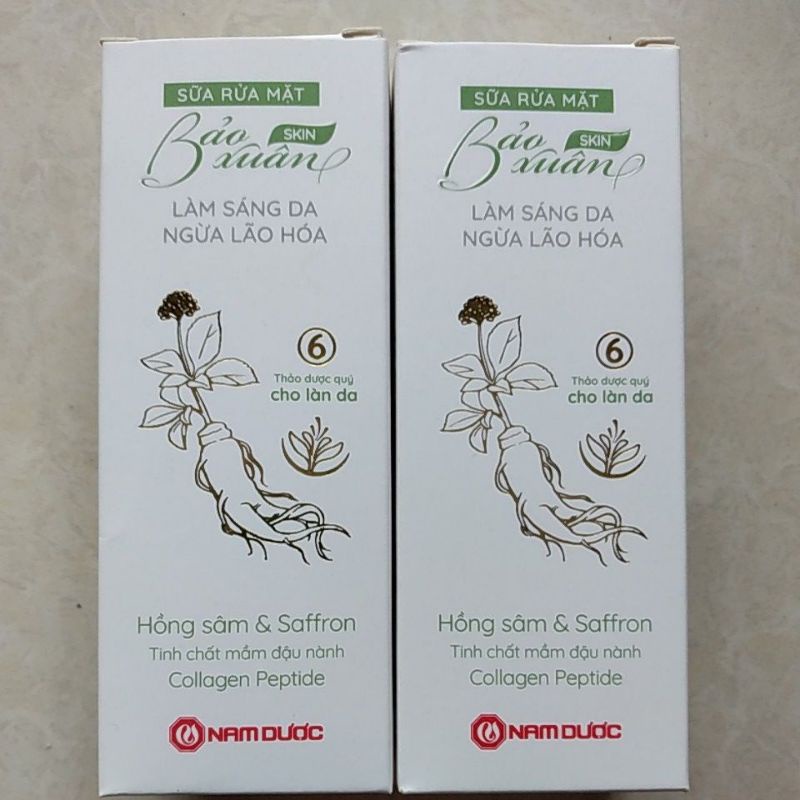 SỮA RỬA MẶT
Bảo xuân SKIN
LÀM SÁNG DA
NGỪA LÃO HÓA
6
Thảo dược quý
cho làn da
Hồng sâm & Saffron
Tinh chất mầm đậu nành
Collagen Peptide
NAM DƯỢC
SỮA RỬA MẶT
Bảo xuân SKIN
LÀM SÁNG DA
NGỪA LÃO HÓA
6
Thảo dược quý
cho làn da
Hồng sâm & Saffron
Tinh chất mầm đậu nành
Collagen Peptide
NAM DƯỢC